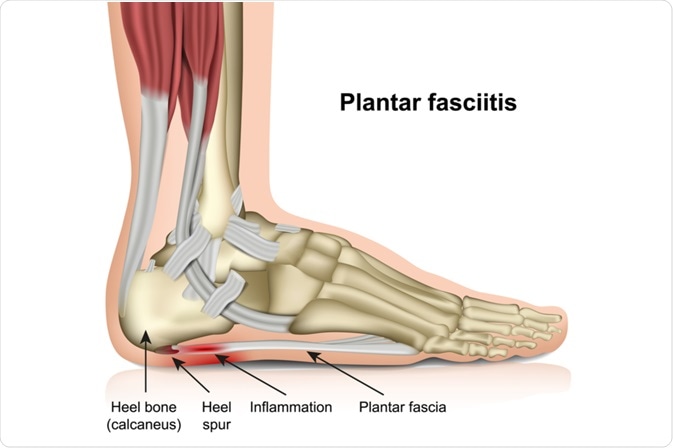 Plantar fasciitis
Heel bone
(calcaneus)
Heel
spur
Inflammation
Plantar fascia